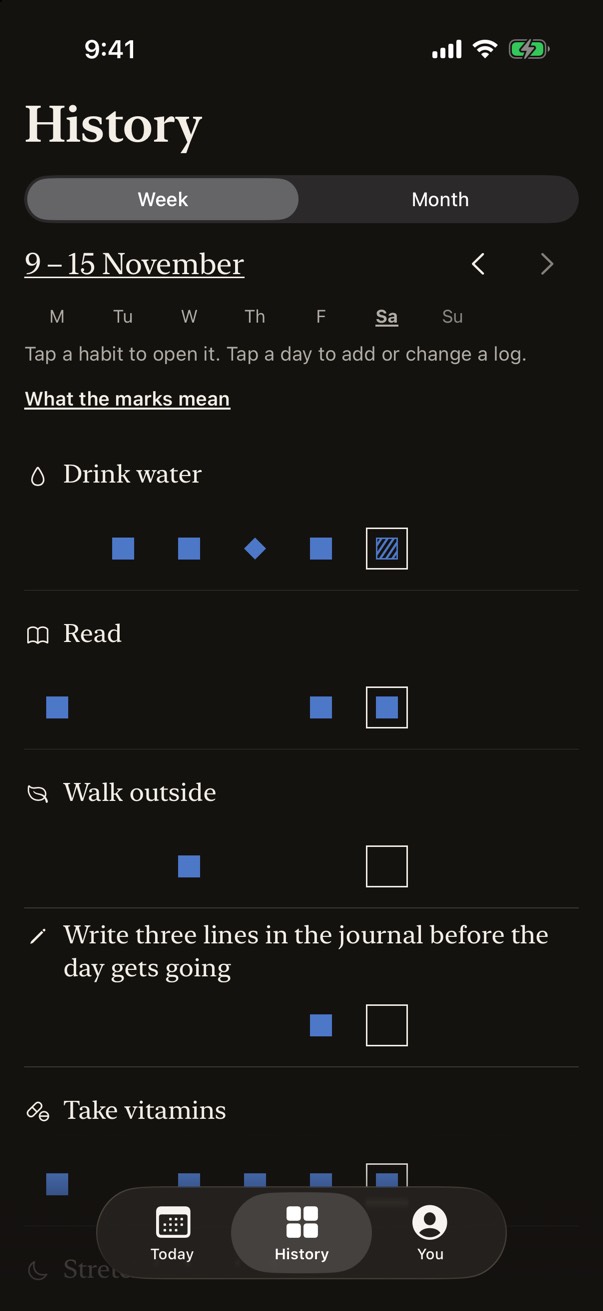 9:41
History
Week Month
9 – 15 November
M Tu W Th F Sa Su
Tap a habit to open it. Tap a day to add or change a log.
What the marks mean
Drink water
Read
Walk outside
Write three lines in the journal before the
day gets going
Take vitamins
Today History You